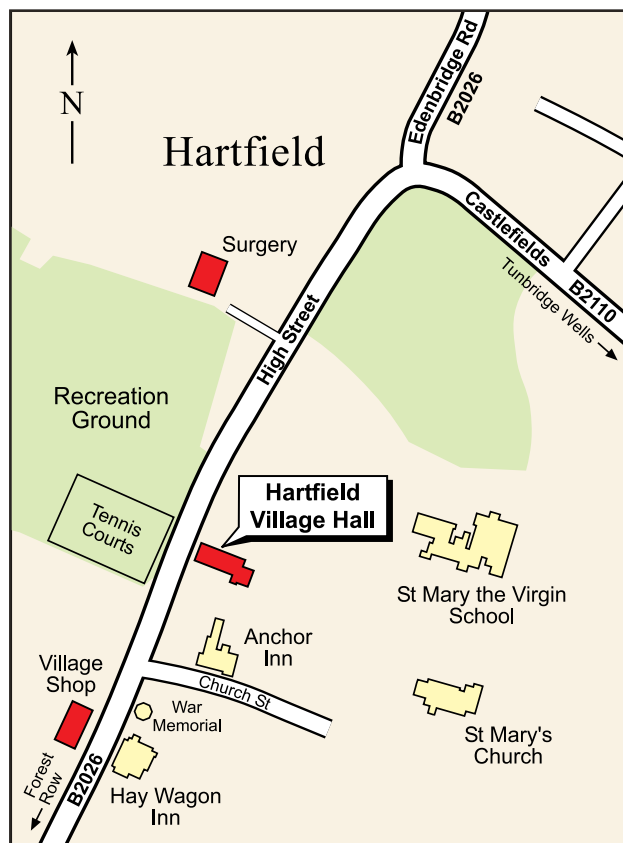 N
Hartfield
Edenbridge Rd
B2026
Castlefields
B2110
Tunbridge Wells
Surgery
High Street
Recreation
Ground
Tennis
Courts
Hartfield
Village Hall
St Mary the Virgin
School
Anchor
Inn
Church St
Village
Shop
War
Memorial
St Mary's
Church
Forest
Row
B2026
Hay Wagon
Inn